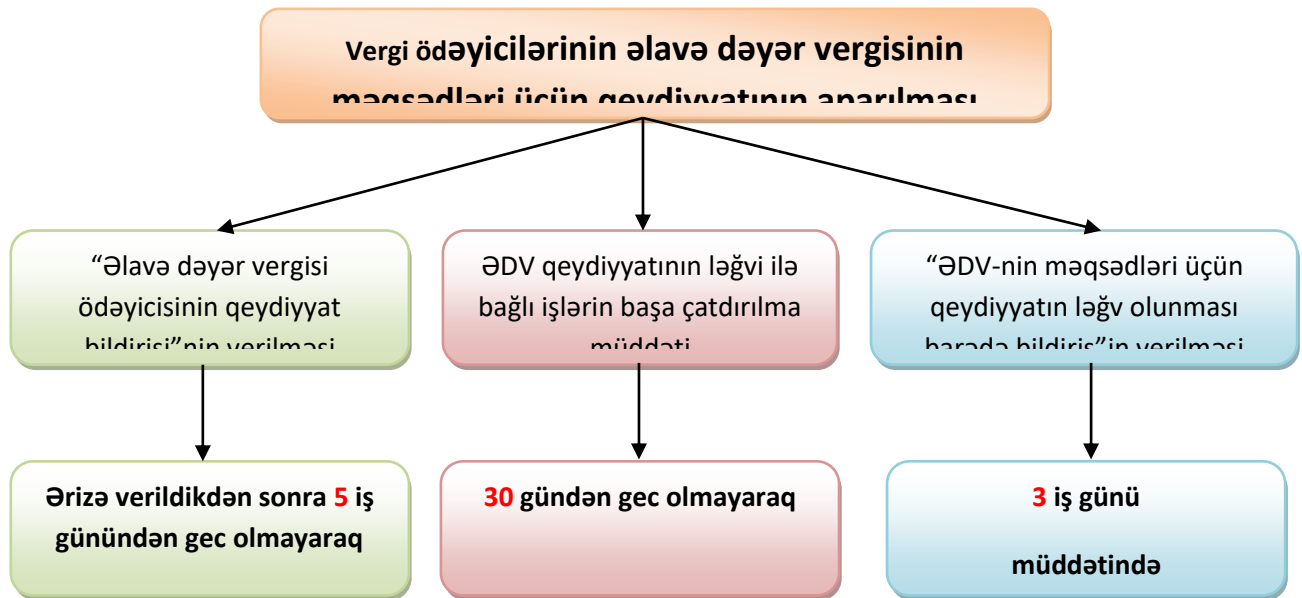 Vergi ödəyicilərinin əlavə dəyər vergisinin
məqsədləri üçün qeydiyyatının aparılması
“Əlavə dəyər vergisi
ödəyicisinin qeydiyyat
bildirişi”nin verilməsi
ƏDV qeydiyyatının ləğvi ilə
bağlı işlərin başa çatdırılma
müddəti
“ƏDV-nin məqsədləri üçün
qeydiyyatın ləğv olunması
barədə bildiriş”in verilməsi
Ərizə verildikdən sonra 5 iş
günündən gec olmayaraq
30 gündən gec olmayaraq
3 iş günü
müddətində